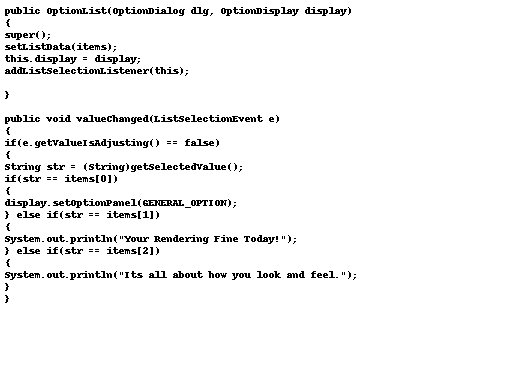 public OptionList(OptionDialog dlg, OptionDisplay display)
{
super();
setListData(items);
this.display = display;
addListSelectionListener(this);
}
public void valueChanged(ListSelectionEvent e)
{
if(e.getValueIsAdjusting() == false)
{
String str = (String)getSelectedValue();
if(str == items[0])
{
display.setOptionPanel(GENERAL_OPTION);
} else if(str == items[1])
{
System.out.println("Your Rendering Fine Today!");
} else if(str == items[2])
{
System.out.println("Its all about how you look and feel.");
}
}